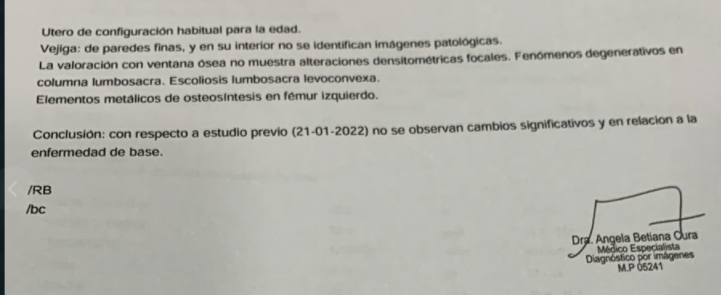 Utero de configuración habitual para la edad.
Vejiga: de paredes finas, y en su interior no se identifican imágenes patológicas.
La valoración con ventana ósea no muestra alteraciones densitométricas focales. Fenómenos degenerativos en
columna lumbosacra. Escoliosis lumbosacra levoconvexa.
Elementos metálicos de osteosíntesis en fémur izquierdo.
Conclusión: con respecto a estudio previo (21-01-2022) no se observan cambios significativos y en relacion a la
enfermedad de base.
/RB
/bc
Dra. Angela Betiana Cura
Médico Especialista
Diagnóstico por imágenes
M.P 05241